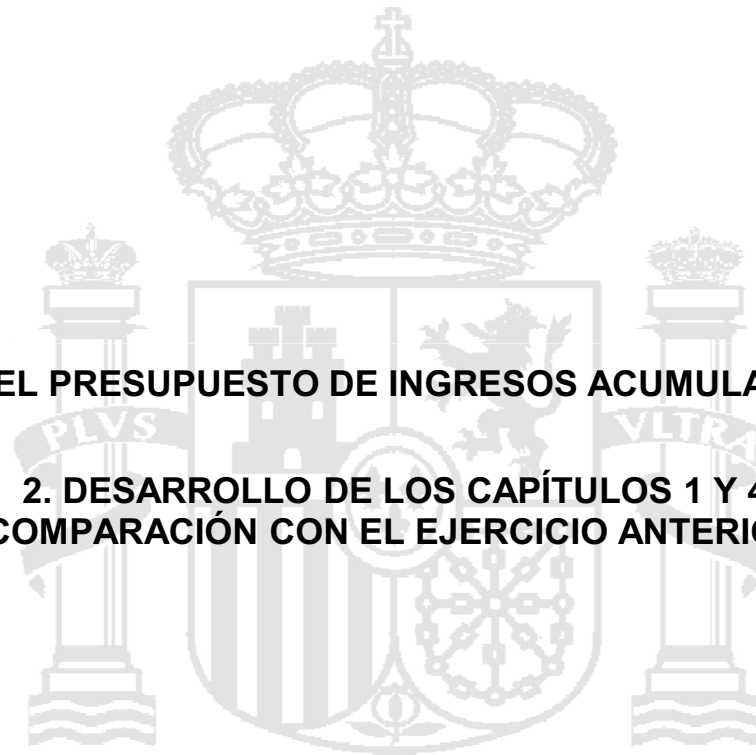 EL PRESUPUESTO DE INGRESOS ACUMULA
PLVS
VLTRA
2. DESARROLLO DE LOS CAPÍTULOS 1 Y 4
COMPARACIÓN CON EL EJERCICIO ANTERIO